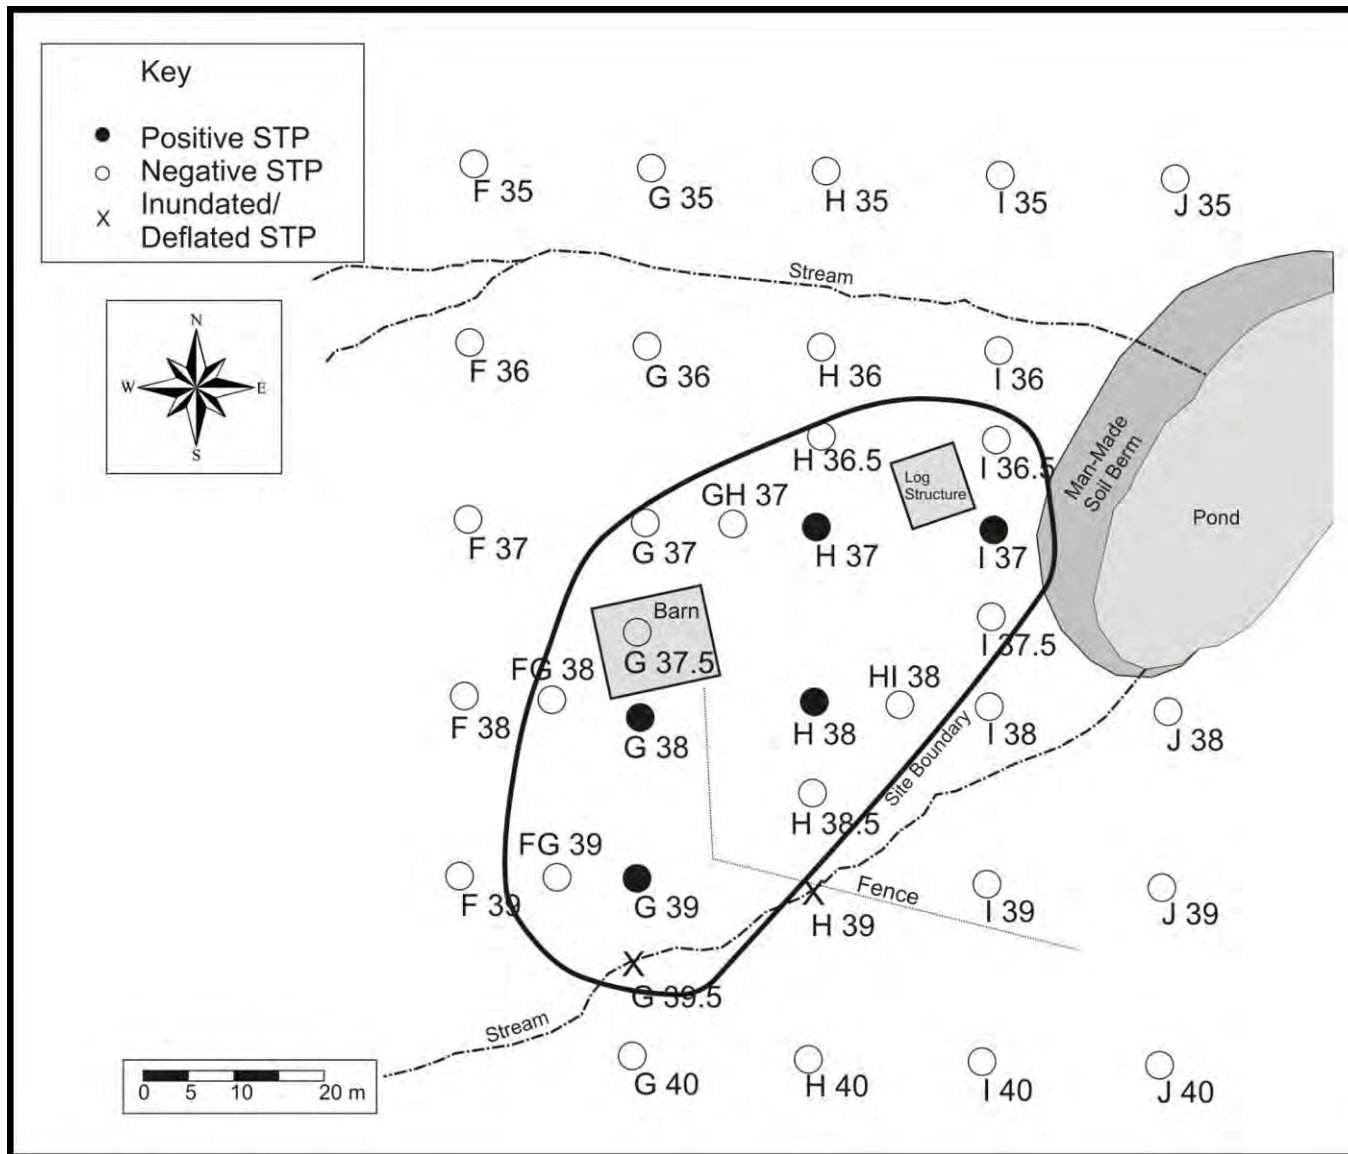 Key
Positive STP
Negative STP
Inundated/
Deflated STP
N
W
E
S
F 35
G 35
H 35
I 35
J 35
Stream
F 36
G 36
H 36
I 36
H 36.5
I 36.5
Log
Structure
Man-Made
Soil Berm
Pond
GH 37
F 37
G 37
H 37
I 37
Barn
G 37.5
I 37.5
FG 38
HI 38
F 38
G 38
H 38
I 38
J 38
Site Boundary
H 38.5
FG 39
F 39
G 39
H 39
Fence
I 39
J 39
G 39.5
Stream
G 40
H 40
I 40
J 40
0 5 10 20 m